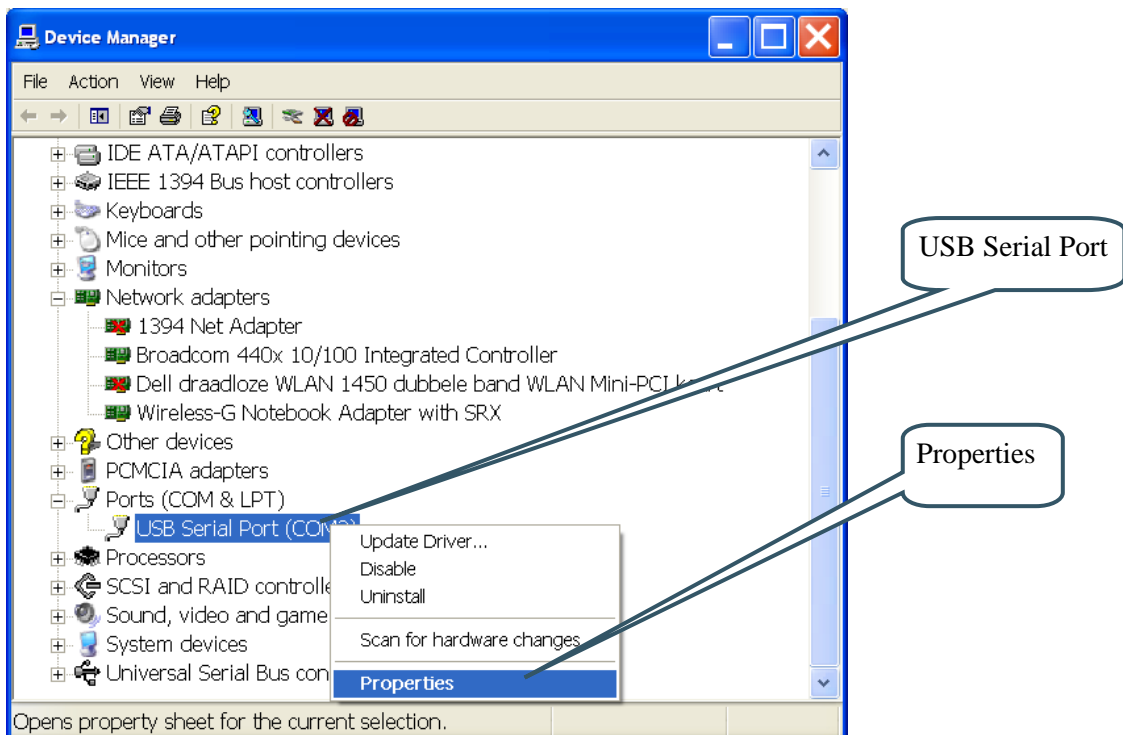 Device Manager
File Action View Help
IDE ATA/ATAPI controllers
IEEE 1394 Bus host controllers
Keyboards
Mice and other pointing devices
USB Serial Port
Monitors
Network adapters
1394 Net Adapter
Broadcom 440x 10/100 Integrated Controller
Dell draadloze WLAN 1450 dubbele band WLAN Mini-PCI
Wireless-G Notebook Adapter with SRX
Other devices
Properties
PCMCIA adapters
Ports (COM & LPT)
USB Serial Port
Update Driver...
Processors
Disable
SCSI and RAID
Uninstall
Sound, video and game
Scan for hardware changes
System devices
Universal Serial Bus
Properties
Opens property sheet for the current selection.